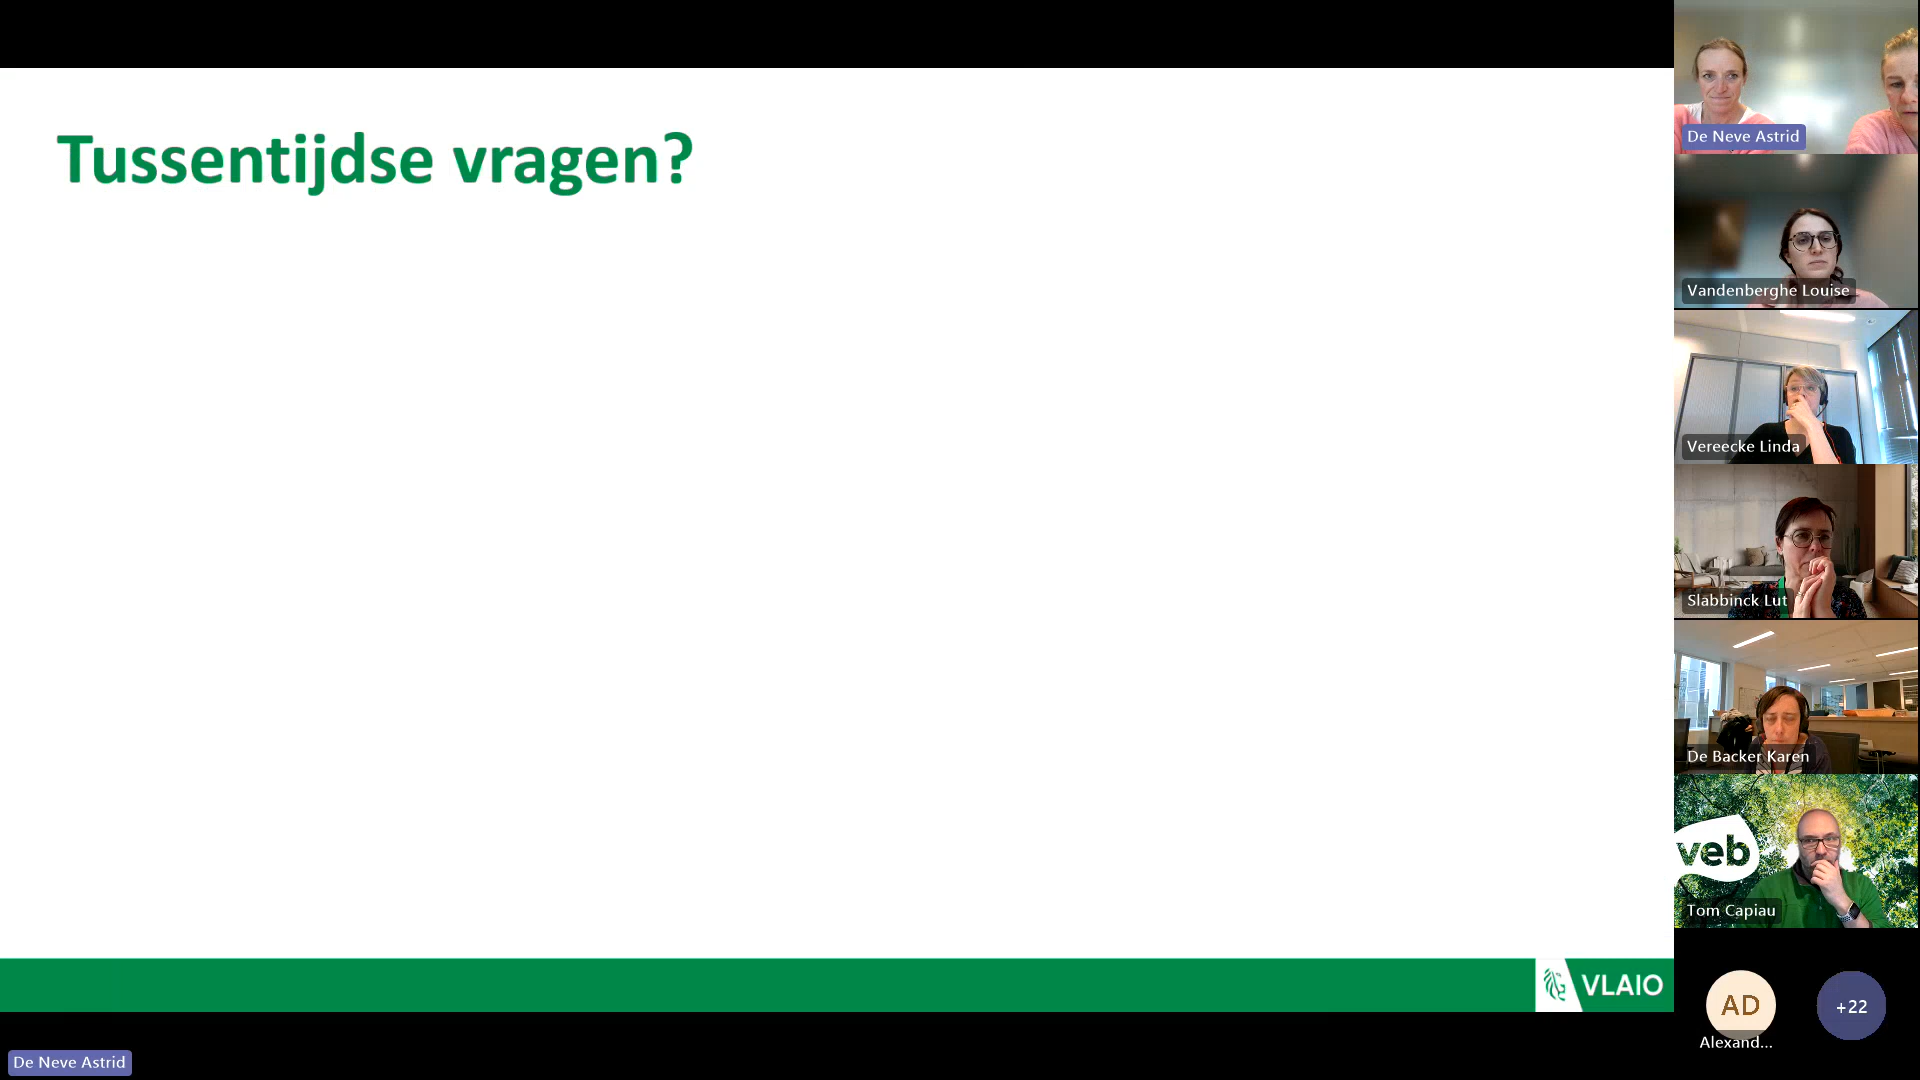 Tussentijdse vragen?
De Neve Astrid
Vandenberghe Louise
Vereecke Linda
Slabbinck Lut
De Backer Karen
veb
Tom Capiau
VLAIO
AD
+22
Alexand...
De Neve Astrid